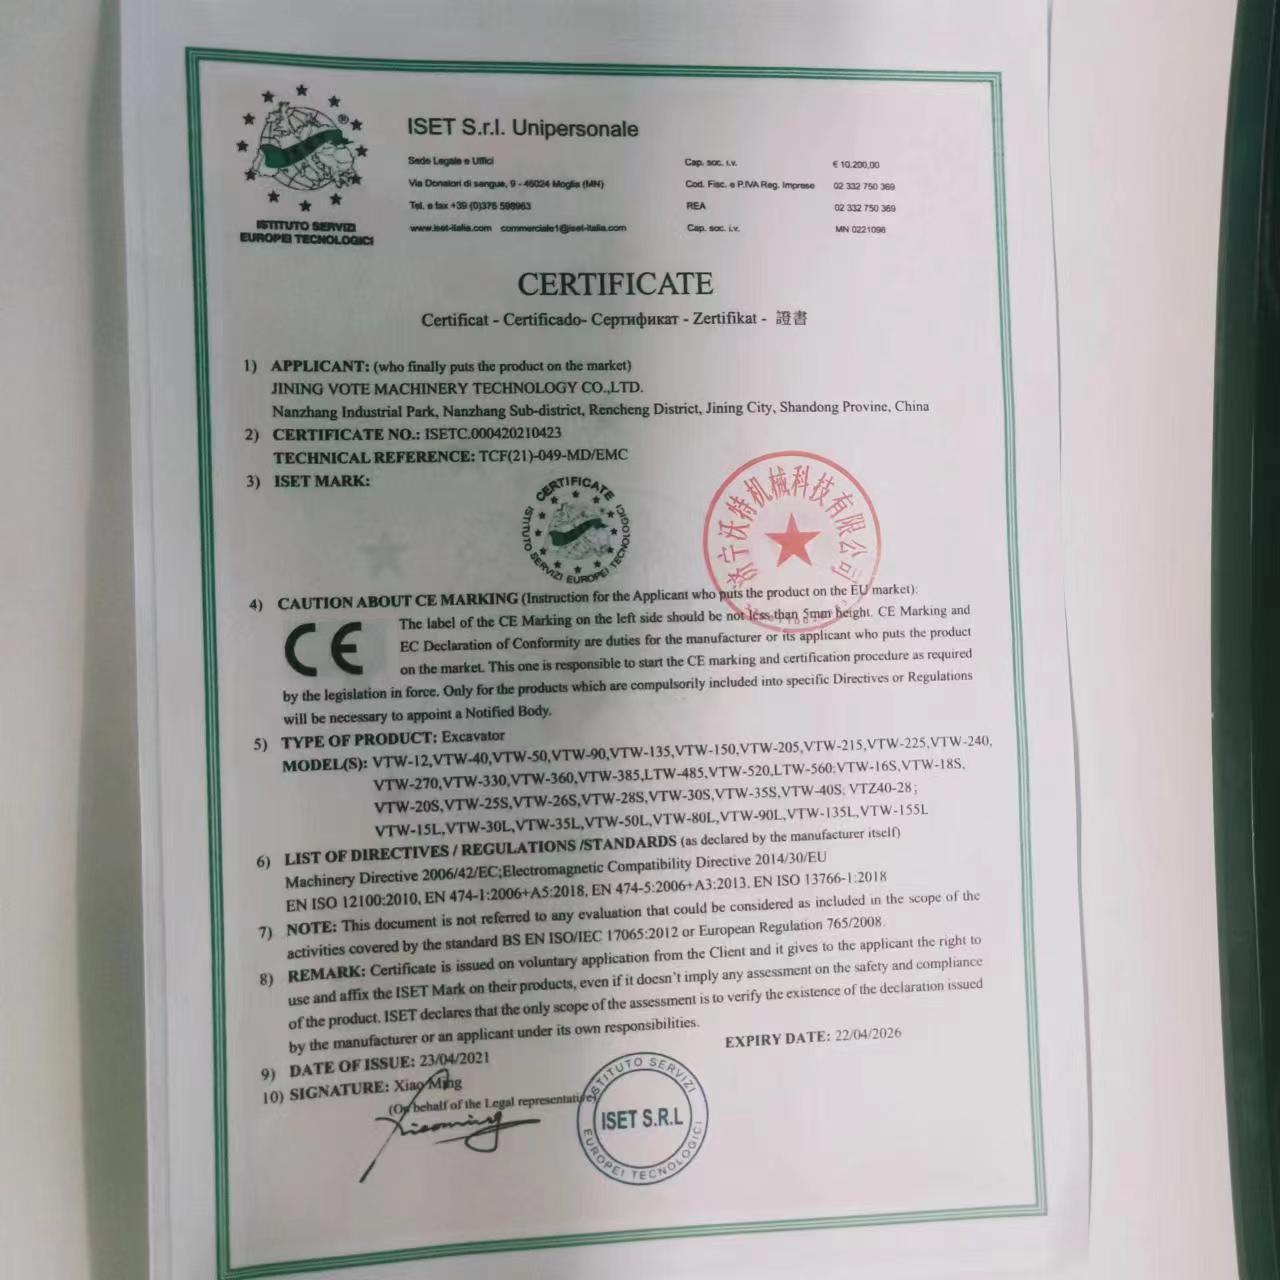 ISET S.r.l. Unipersonale
Sede Legale e Uffici
Via Donatori di sangue, 9 - 46024 Moglia (MN)
Tel. e fax +39 (0)376 598963
www.iset-italia.com commerciale1@iset-italia.com
Cap. soc. i.v. € 10.200,00
Cod. Fisc. e P.IVA Reg. Imprese 02 332 750 369
REA 02 332 750 369
Cap. soc. i.v. MN 0221098
®
ISTITUTO SERVIZI
EUROPEI TECNOLOGICI
CERTIFICATE
Certificat - Certificado- Сертификат - Zertifikat - 證書
1) APPLICANT: (who finally puts the product on the market)
JINING VOTE MACHINERY TECHNOLOGY CO.,LTD.
Nanzhang Industrial Park, Nanzhang Sub-district, Rencheng District, Jining City, Shandong Provine, China
2) CERTIFICATE NO.: ISETC.000420210423
TECHNICAL REFERENCE: TCF(21)-049-MD/EMC
3) ISET MARK:
CERTIFICATE
ISTITUTO SERVIZI EUROPEI TECNOLOGICI
济宁沃特机械科技有限公司
4) CAUTION ABOUT CE MARKING (Instruction for the Applicant who puts the product on the EU market):
CE
The label of the CE Marking on the left side should be not less than 5mm height. CE Marking and
EC Declaration of Conformity are duties for the manufacturer or its applicant who puts the product
on the market. This one is responsible to start the CE marking and certification procedure as required
by the legislation in force. Only for the products which are compulsorily included into specific Directives or Regulations
will be necessary to appoint a Notified Body.
5) TYPE OF PRODUCT: Excavator
MODEL(S): VTW-12,VTW-40,VTW-50,VTW-90,VTW-135,VTW-150,VTW-205,VTW-215,VTW-225,VTW-240,
VTW-270,VTW-330,VTW-360,VTW-385,LTW-485,VTW-520,LTW-560;VTW-16S,VTW-18S,
VTW-20S,VTW-25S,VTW-26S,VTW-28S,VTW-30S,VTW-35S,VTW-40S; VTZ40-28;
VTW-15L,VTW-30L,VTW-35L,VTW-50L,VTW-80L,VTW-90L,VTW-135L,VTW-155L
6) LIST OF DIRECTIVES / REGULATIONS /STANDARDS (as declared by the manufacturer itself)
Machinery Directive 2006/42/EC;Electromagnetic Compatibility Directive 2014/30/EU
EN ISO 12100:2010, EN 474-1:2006+A5:2018, EN 474-5:2006+A3:2013, EN ISO 13766-1:2018
7) NOTE: This document is not referred to any evaluation that could be considered as included in the scope of the
activities covered by the standard BS EN ISO/IEC 17065:2012 or European Regulation 765/2008.
8) REMARK: Certificate is issued on voluntary application from the Client and it gives to the applicant the right to
use and affix the ISET Mark on their products, even if it doesn't imply any assessment on the safety and compliance
of the product. ISET declares that the only scope of the assessment is to verify the existence of the declaration issued
by the manufacturer or an applicant under its own responsibilities.
9) DATE OF ISSUE: 23/04/2021 EXPIRY DATE: 22/04/2026
10) SIGNATURE: Xiao Ming
(On behalf of the Legal representative)
Xiaoming
ISTITUTO SERVIZI
ISET S.R.L
EUROPEI TECNOLOGICI